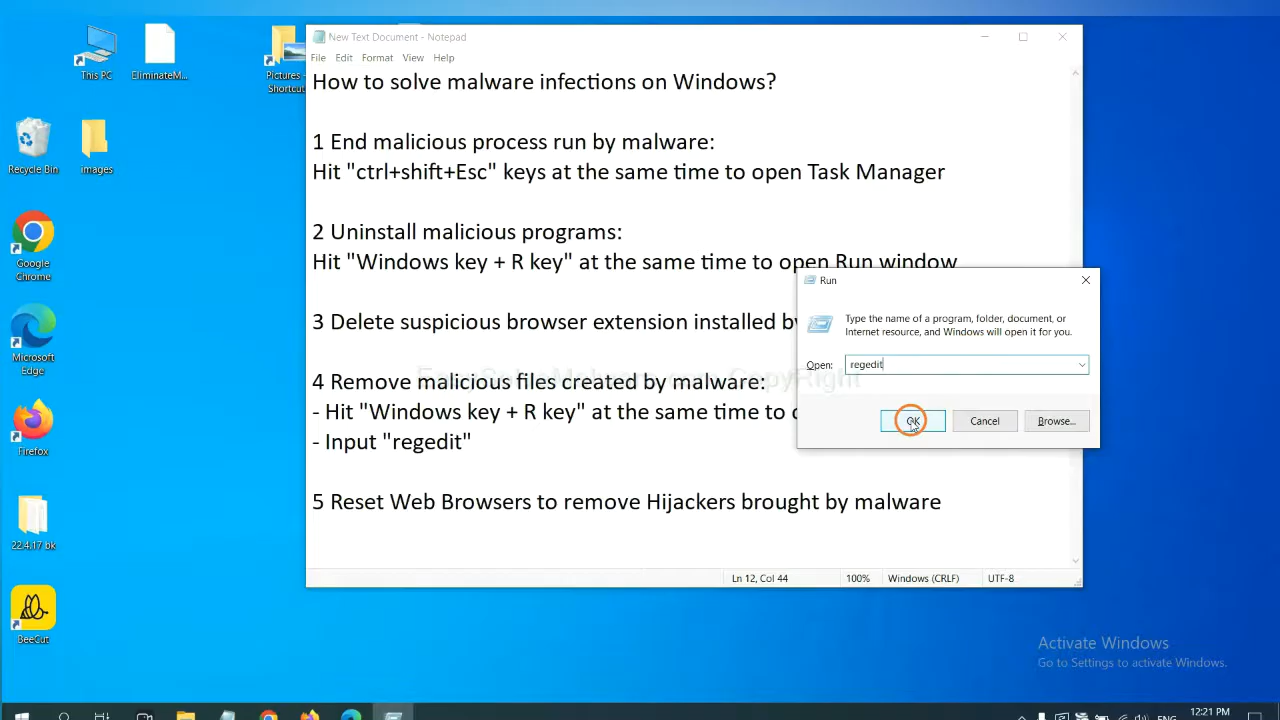 This PC
EliminateM...
Pictures -
Shortcut
Recycle Bin
images
Google
Chrome
Microsoft
Edge
Firefox
22.4.17 bk
BeeCut
New Text Document - Notepad
File Edit Format View Help
How to solve malware infections on Windows?
1 End malicious process run by malware:
Hit "ctrl+shift+Esc" keys at the same time to open Task Manager
2 Uninstall malicious programs:
Hit "Windows key + R key" at the same time to open Run window
3 Delete suspicious browser extension installed by
4 Remove malicious files created by malware:
- Hit "Windows key + R key" at the same time to
- Input "regedit"
5 Reset Web Browsers to remove Hijackers brought by malware
Ln 12, Col 44 100% Windows (CRLF) UTF-8
Run
Type the name of a program, folder, document, or
Internet resource, and Windows will open it for you.
Open: regedit
OK Cancel Browse...
Activate Windows
Go to Settings to activate Windows.
ENG
12:21 PM